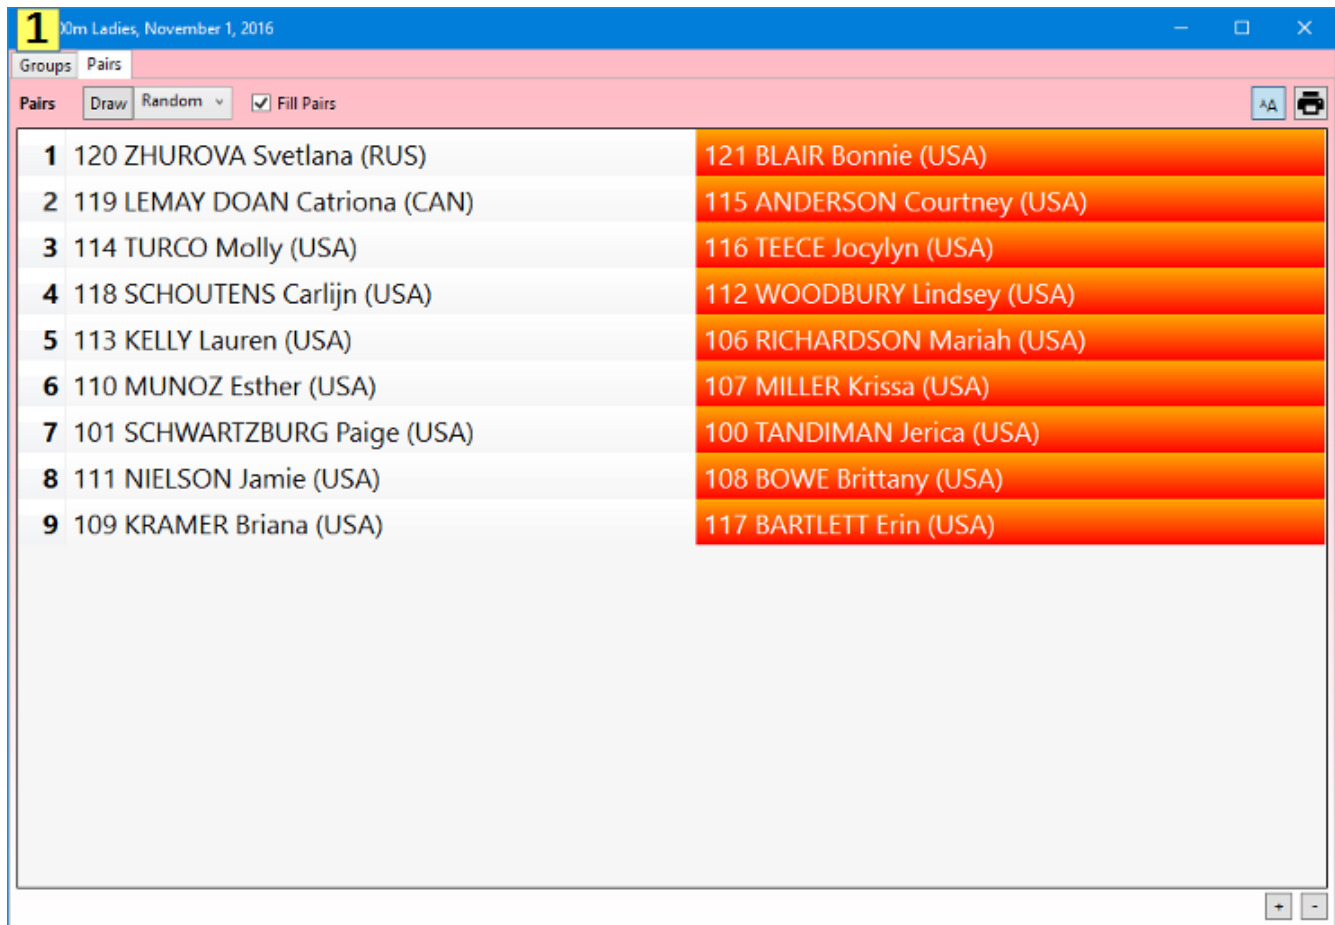 1 00m Ladies, November 1, 2016
Groups Pairs
Pairs Draw Random Fill Pairs AA
1 120 ZHUROVA Svetlana (RUS) 121 BLAIR Bonnie (USA)
2 119 LEMAY DOAN Catriona (CAN) 115 ANDERSON Courtney (USA)
3 114 TURCO Molly (USA) 116 TEECE Jocylyn (USA)
4 118 SCHOUTENS Carlijn (USA) 112 WOODBURY Lindsey (USA)
5 113 KELLY Lauren (USA) 106 RICHARDSON Mariah (USA)
6 110 MUNOZ Esther (USA) 107 MILLER Krissa (USA)
7 101 SCHWARTZBURG Paige (USA) 100 TANDIMAN Jerica (USA)
8 111 NIELSON Jamie (USA) 108 BOWE Brittany (USA)
9 109 KRAMER Briana (USA) 117 BARTLETT Erin (USA)
+ -